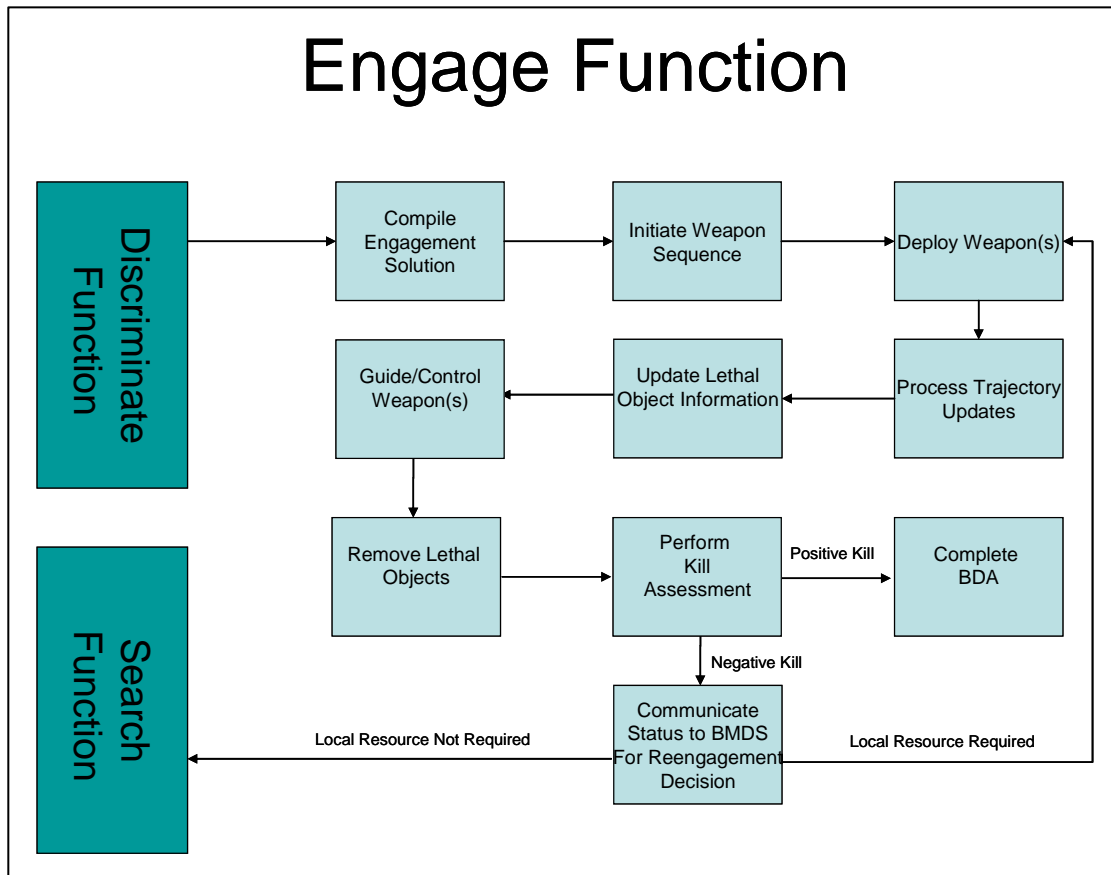 Engage Function
Discriminate
Function
Compile
Engagement
Solution
Initiate Weapon
Sequence
Deploy Weapon(s)
Guide/Control
Weapon(s)
Update Lethal
Object Information
Process Trajectory
Updates
Remove Lethal
Objects
Perform
Kill
Assessment
Positive Kill
Complete
BDA
Negative Kill
Search
Function
Local Resource Not Required
Communicate
Status to BMDS
For Reengagement
Decision
Local Resource Required